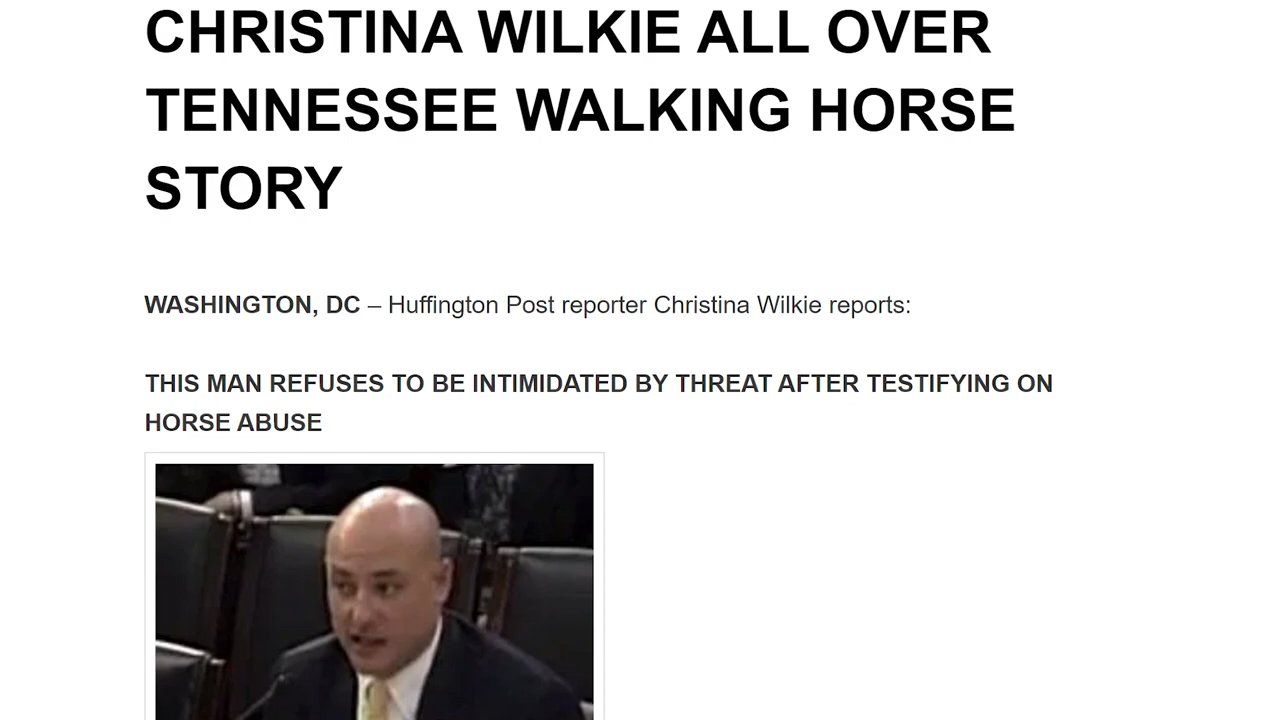 CHRISTINA WILKIE ALL OVER
TENNESSEE WALKING HORSE
STORY
WASHINGTON, DC – Huffington Post reporter Christina Wilkie reports:
THIS MAN REFUSES TO BE INTIMIDATED BY THREAT AFTER TESTIFYING ON
HORSE ABUSE